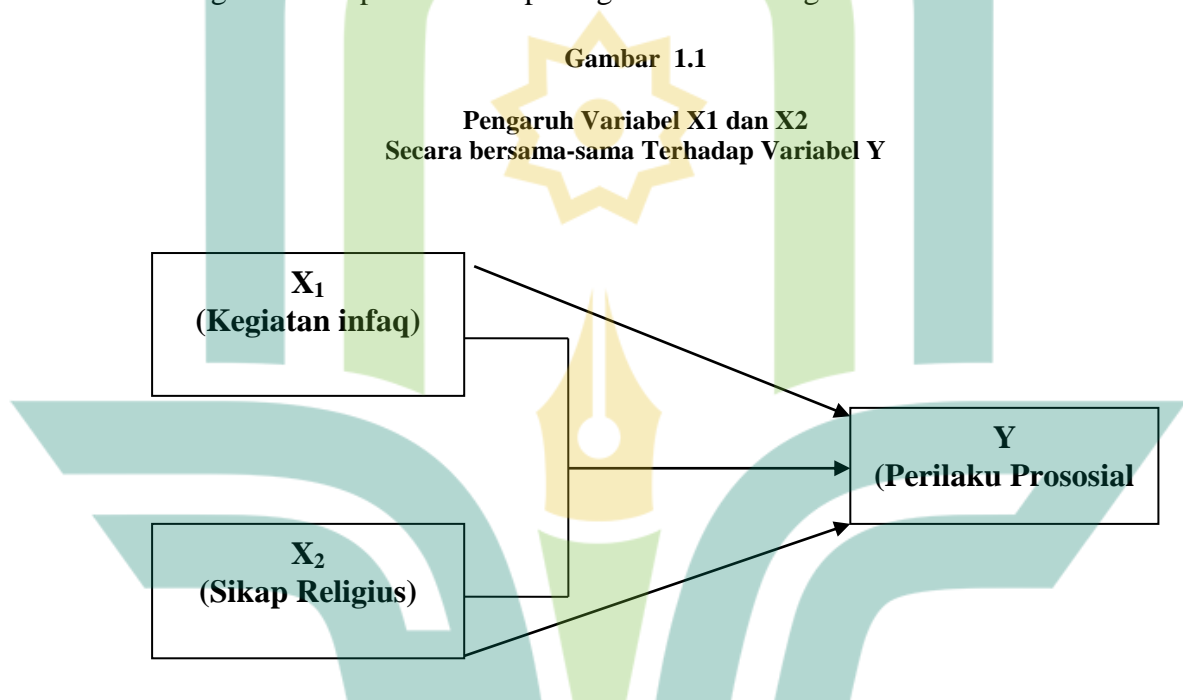 Gambar 1.1
Pengaruh Variabel X1 dan X2
Secara bersama-sama Terhadap Variabel Y
X₁
(Kegiatan infaq)
Y
(Perilaku Prososial
X₂
(Sikap Religius)